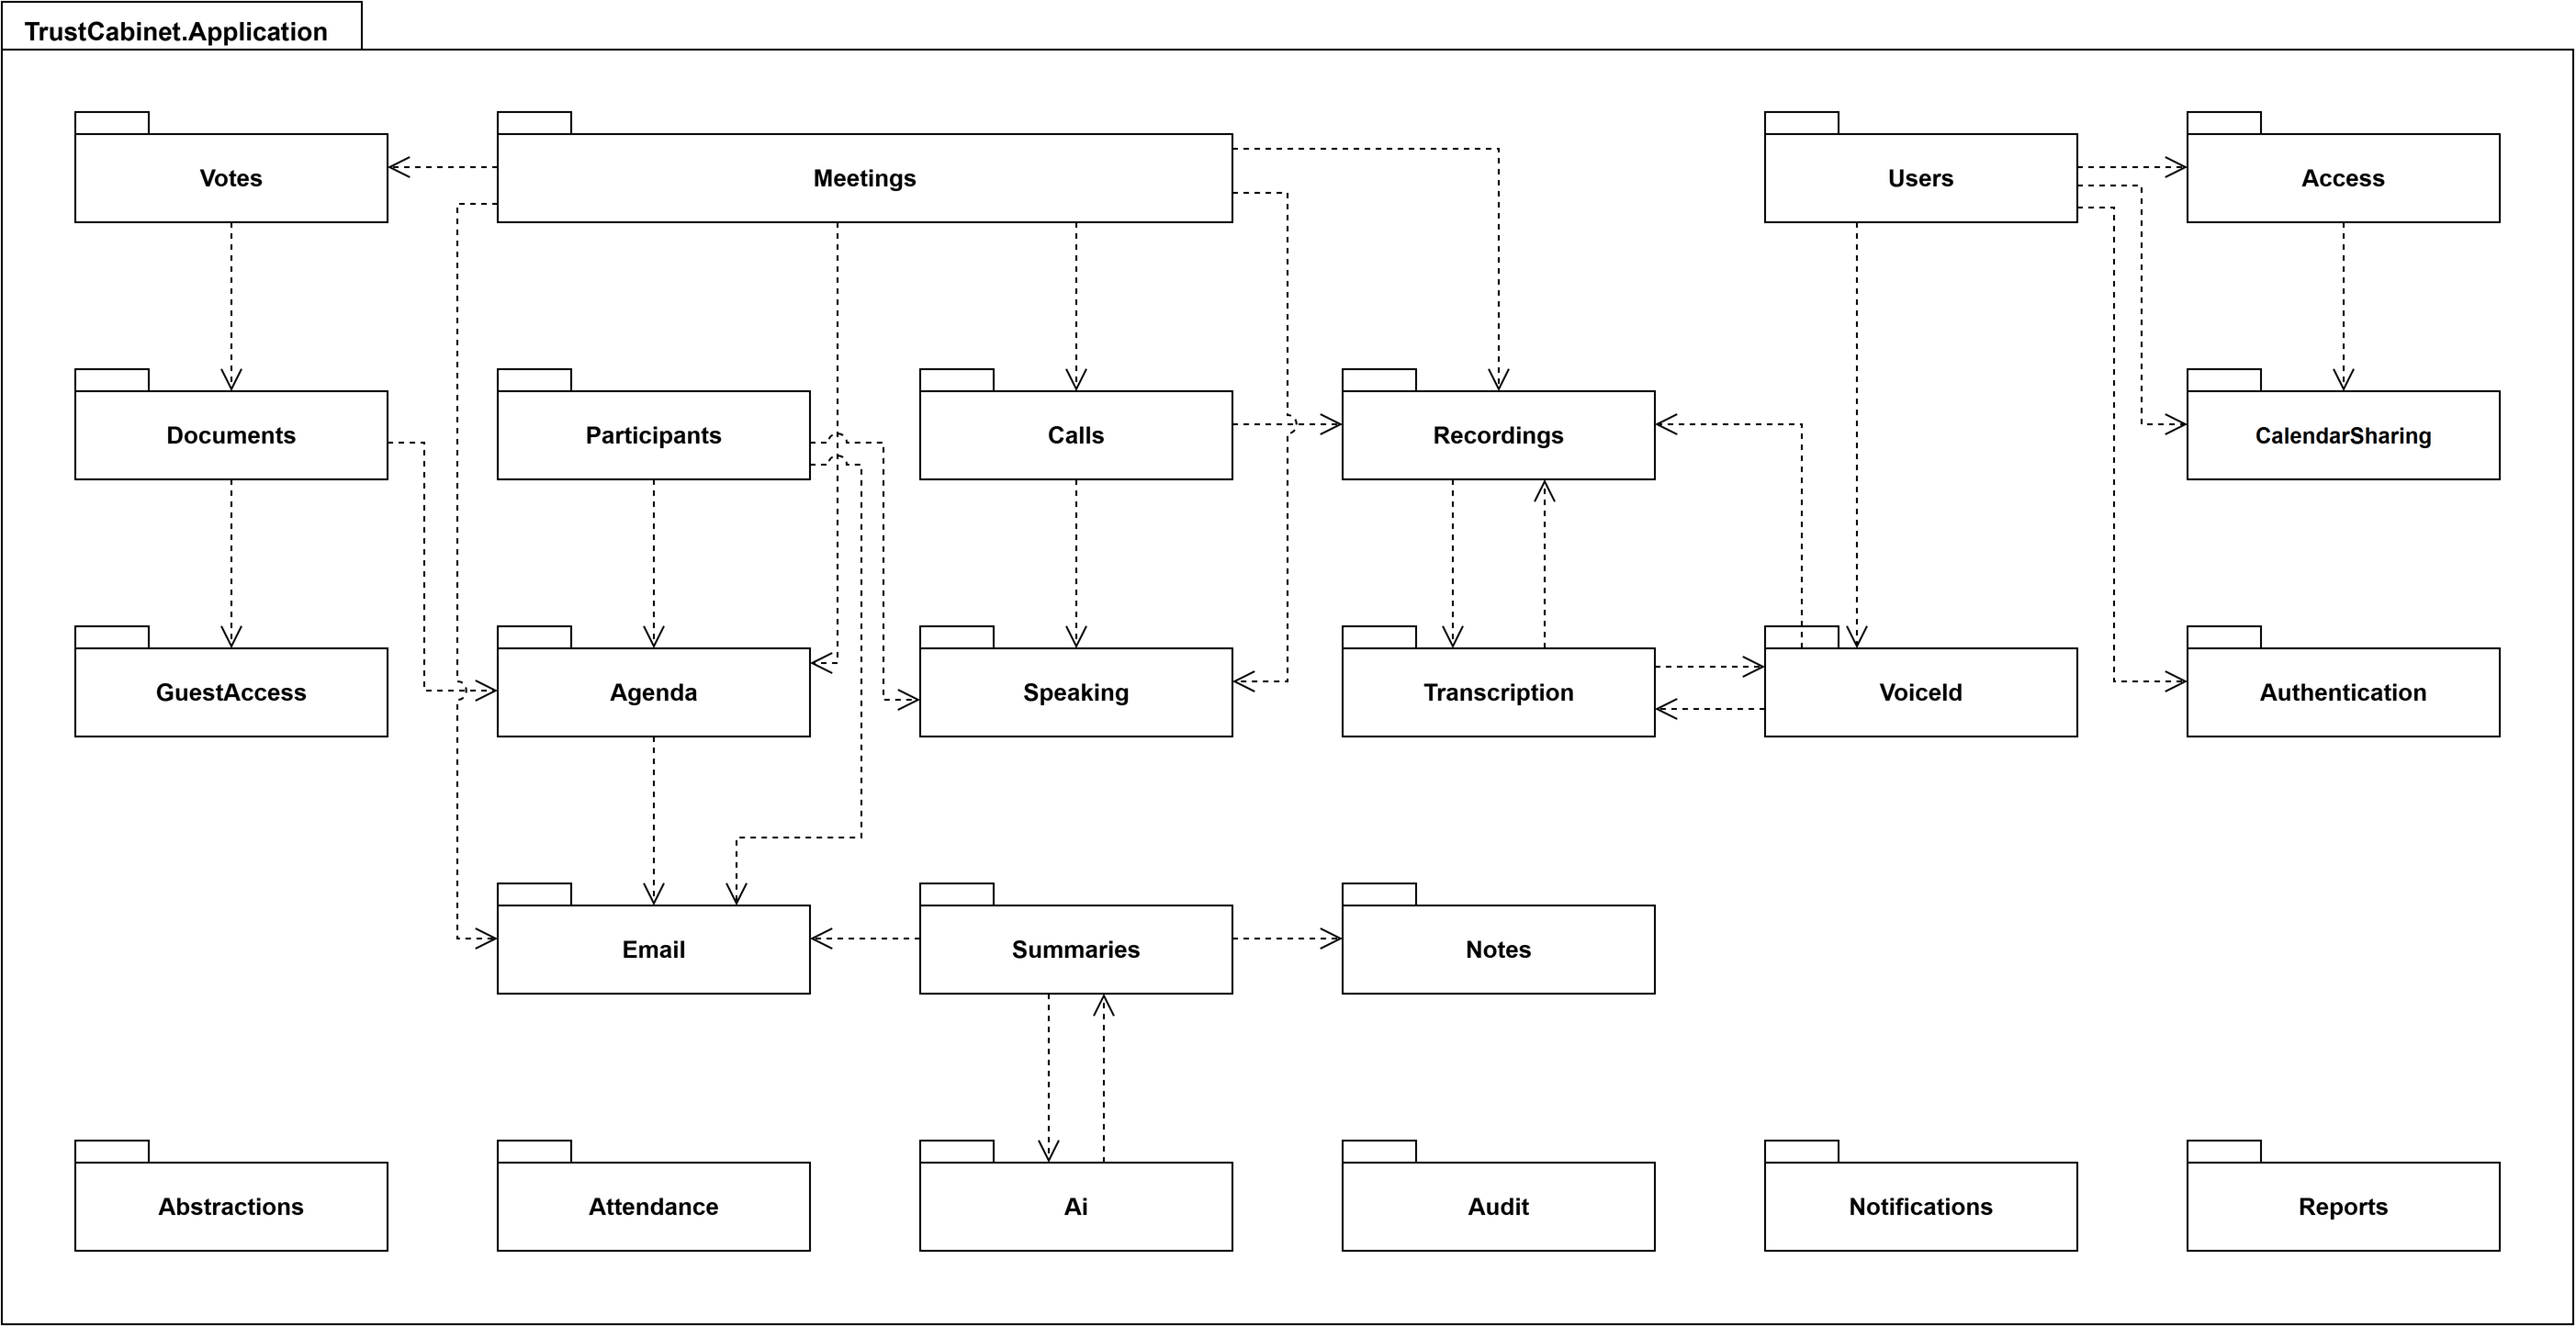 TrustCabinet.Application
Votes
Meetings
Users
Access
Documents
Participants
Calls
Recordings
CalendarSharing
GuestAccess
Agenda
Speaking
Transcription
VoiceId
Authentication
Email
Summaries
Notes
Abstractions
Attendance
Ai
Audit
Notifications
Reports